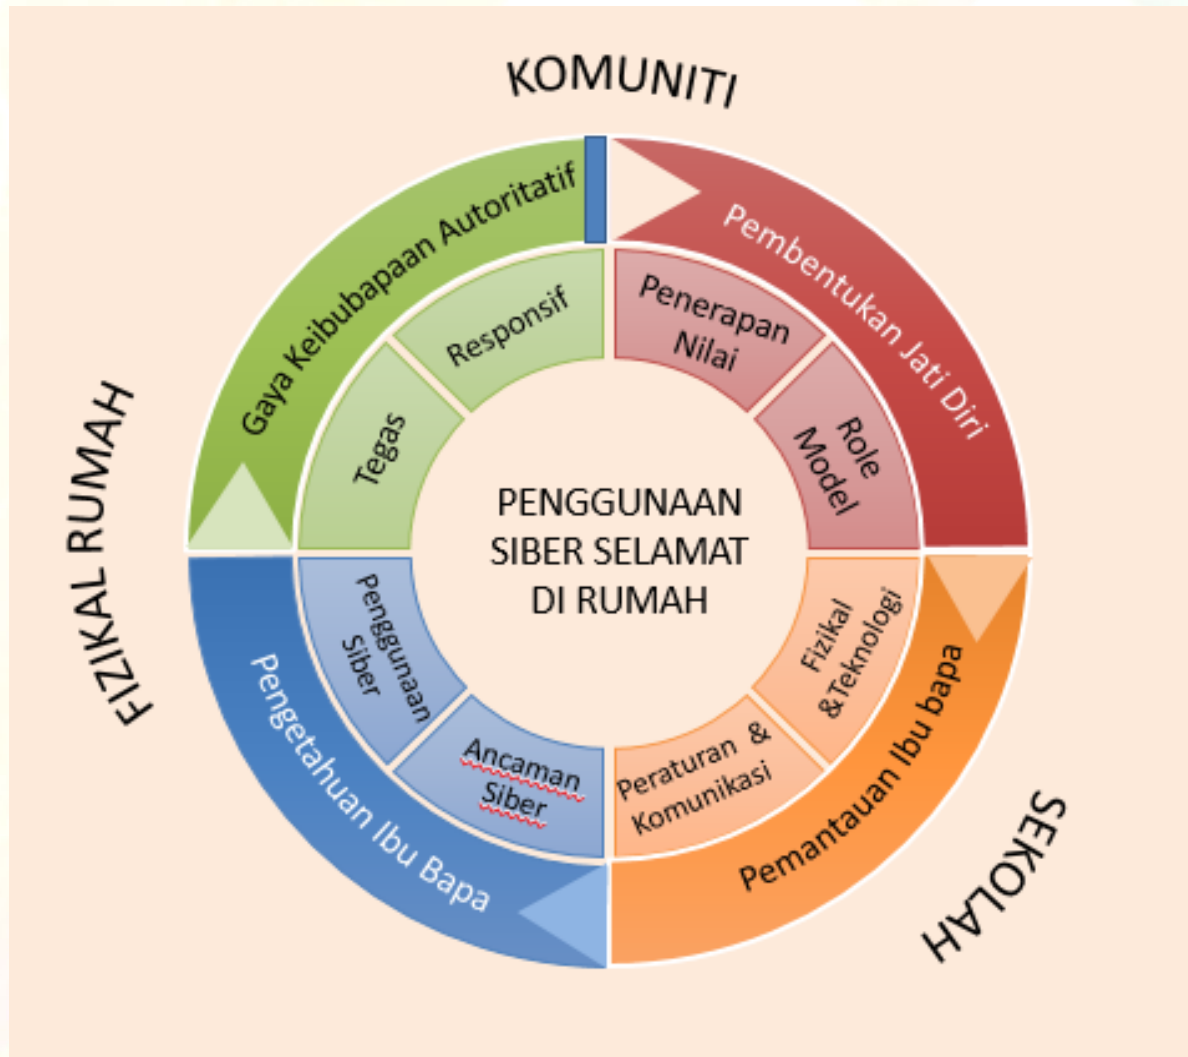 KOMUNITI
Gaya Keibubapaan Autoritatif
Pembentukan Jati Diri
Responsif
Penerapan
Nilai
Tegas
Role
Model
FIZIKAL RUMAH
PENGGUNAAN
SIBER SELAMAT
DI RUMAH
Penggunaan
Siber
Fizikal
&Teknologi
Ancaman
Siber
Peraturan &
Komunikasi
Pengetahuan Ibu Bapa
Pemantauan Ibu bapa
SEKOLAH